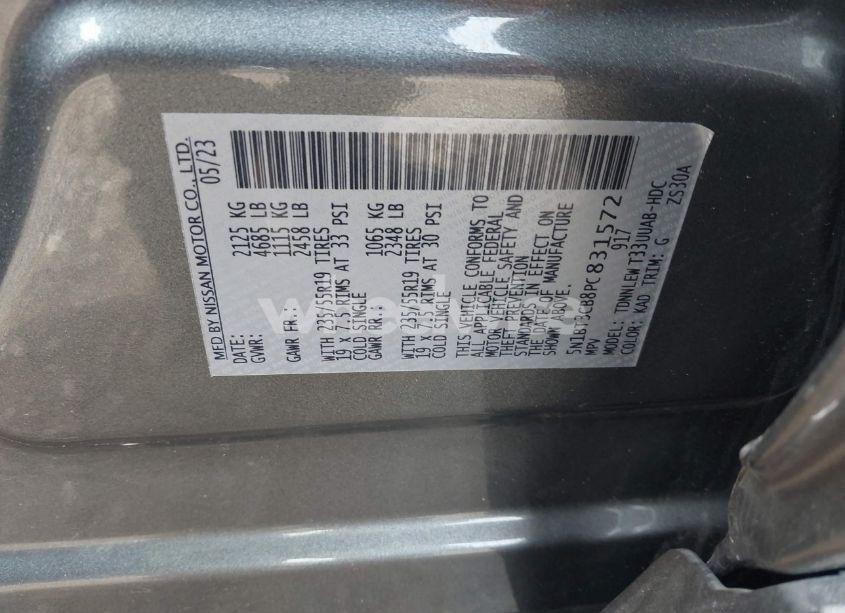 MFD BY NISSAN MOTOR CO., LTD.
DATE: 05/23
GVWR: 2125 KG
4685 LB
GAWR FR.: 1115 KG
2458 LB
WITH 235/55R19 TIRES
19 X 7.5 RIMS AT 33 PSI
COLD SINGLE
GAWR RR.: 1065 KG
2348 LB
WITH 235/55R19 TIRES
19 X 7.5 RIMS AT 30 PSI
COLD SINGLE
THIS VEHICLE CONFORMS TO
ALL APPLICABLE FEDERAL
MOTOR VEHICLE SAFETY AND
THEFT PREVENTION
STANDARDS IN EFFECT ON
THE DATE OF MANUFACTURE
SHOWN ABOVE.
5N1BT3CB8PC831572
MPV 917
MODEL: TDNNLEW T33UUAB-HDC
COLOR: KAD TRIM: G ZS30A